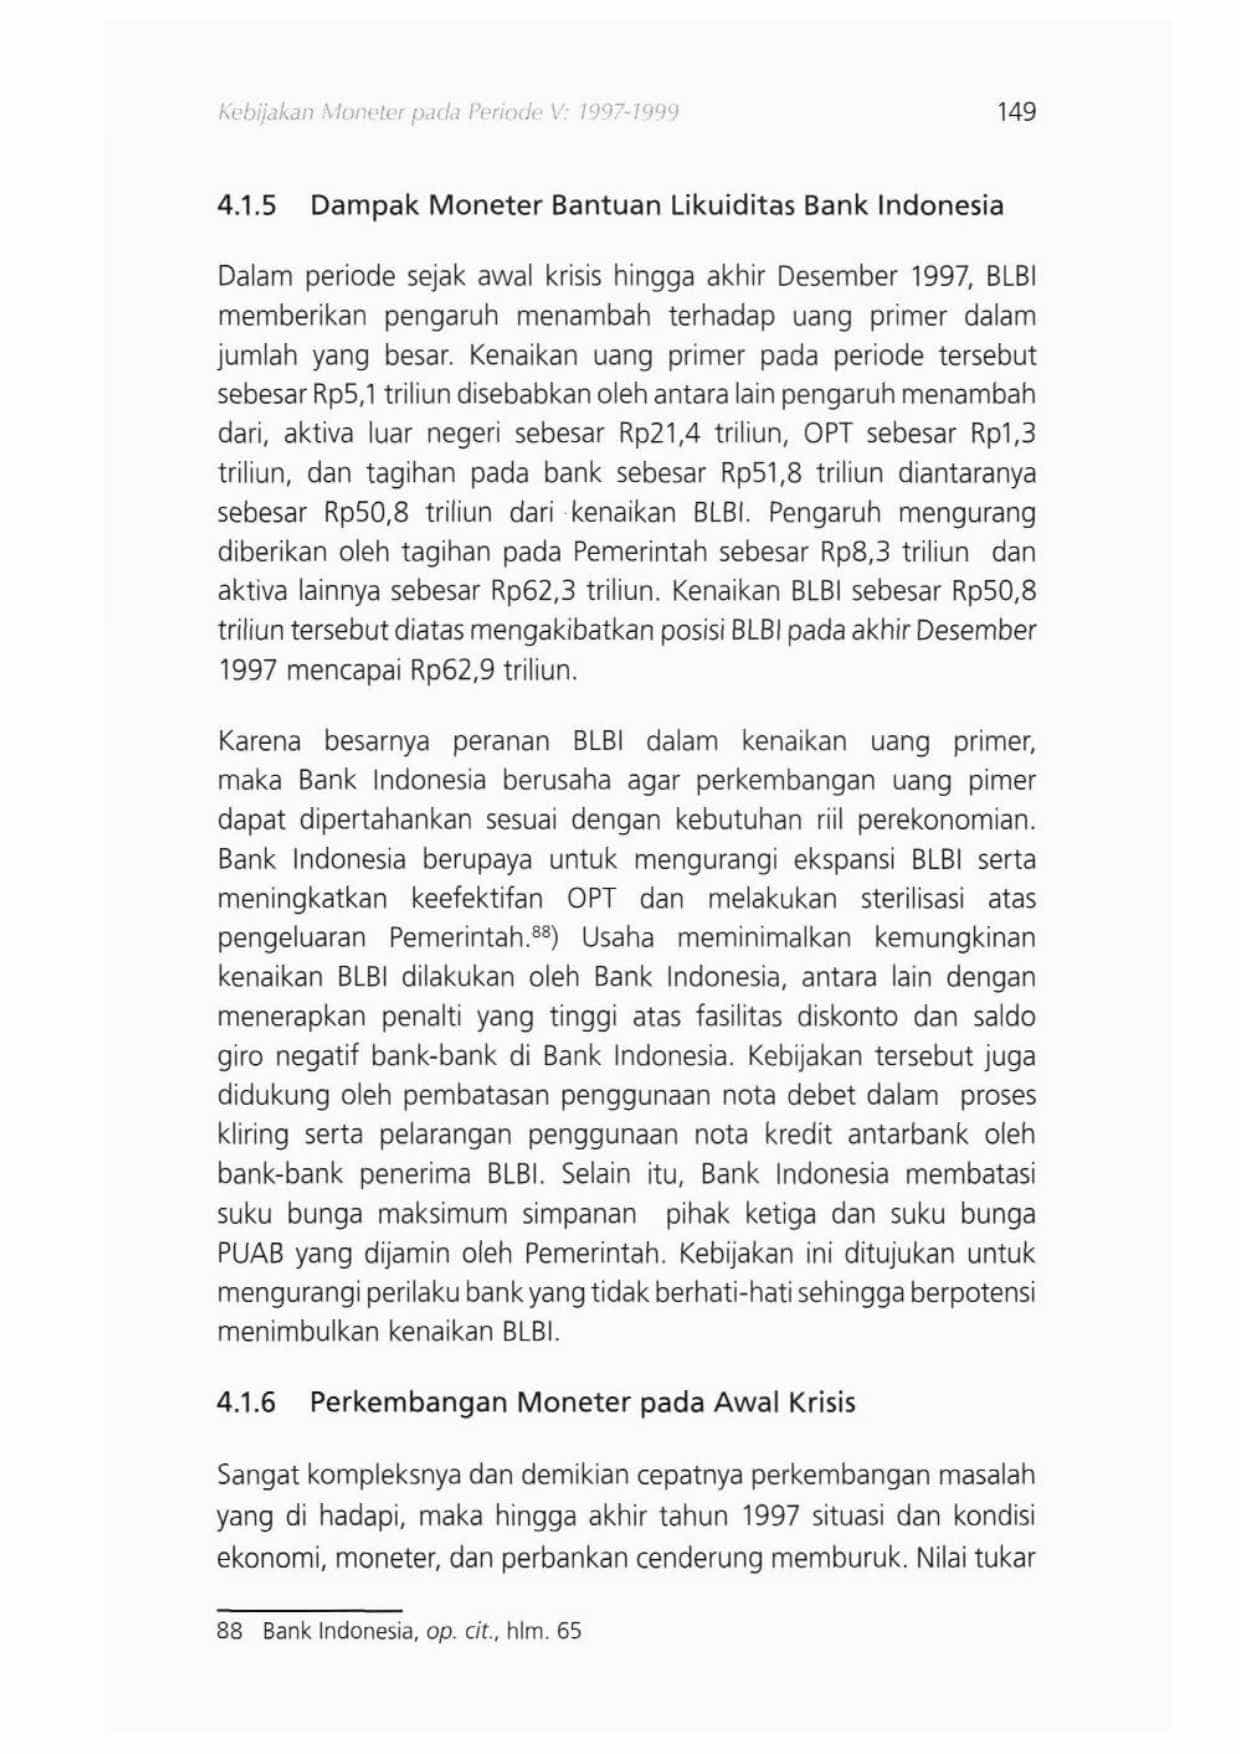 Kebijakan Moneter pada Periode V: 1997-1999 149
4.1.5 Dampak Moneter Bantuan Likuiditas Bank Indonesia
Dalam periode sejak awal krisis hingga akhir Desember 1997, BLBI
memberikan pengaruh menambah terhadap uang primer dalam
jumlah yang besar. Kenaikan uang primer pada periode tersebut
sebesar Rp5,1 triliun disebabkan oleh antara lain pengaruh menambah
dari, aktiva luar negeri sebesar Rp21,4 triliun, OPT sebesar Rp1,3
triliun, dan tagihan pada bank sebesar Rp51,8 triliun diantaranya
sebesar Rp50,8 triliun dari kenaikan BLBI. Pengaruh mengurang
diberikan oleh tagihan pada Pemerintah sebesar Rp8,3 triliun dan
aktiva lainnya sebesar Rp62,3 triliun. Kenaikan BLBI sebesar Rp50,8
triliun tersebut diatas mengakibatkan posisi BLBI pada akhir Desember
1997 mencapai Rp62,9 triliun.
Karena besarnya peranan BLBI dalam kenaikan uang primer,
maka Bank Indonesia berusaha agar perkembangan uang pimer
dapat dipertahankan sesuai dengan kebutuhan riil perekonomian.
Bank Indonesia berupaya untuk mengurangi ekspansi BLBI serta
meningkatkan keefektifan OPT dan melakukan sterilisasi atas
pengeluaran Pemerintah.⁸⁸) Usaha meminimalkan kemungkinan
kenaikan BLBI dilakukan oleh Bank Indonesia, antara lain dengan
menerapkan penalti yang tinggi atas fasilitas diskonto dan saldo
giro negatif bank-bank di Bank Indonesia. Kebijakan tersebut juga
didukung oleh pembatasan penggunaan nota debet dalam proses
kliring serta pelarangan penggunaan nota kredit antarbank oleh
bank-bank penerima BLBI. Selain itu, Bank Indonesia membatasi
suku bunga maksimum simpanan pihak ketiga dan suku bunga
PUAB yang dijamin oleh Pemerintah. Kebijakan ini ditujukan untuk
mengurangi perilaku bank yang tidak berhati-hati sehingga berpotensi
menimbulkan kenaikan BLBI.
4.1.6 Perkembangan Moneter pada Awal Krisis
Sangat kompleksnya dan demikian cepatnya perkembangan masalah
yang di hadapi, maka hingga akhir tahun 1997 situasi dan kondisi
ekonomi, moneter, dan perbankan cenderung memburuk. Nilai tukar
88 Bank Indonesia, op. cit., hlm. 65